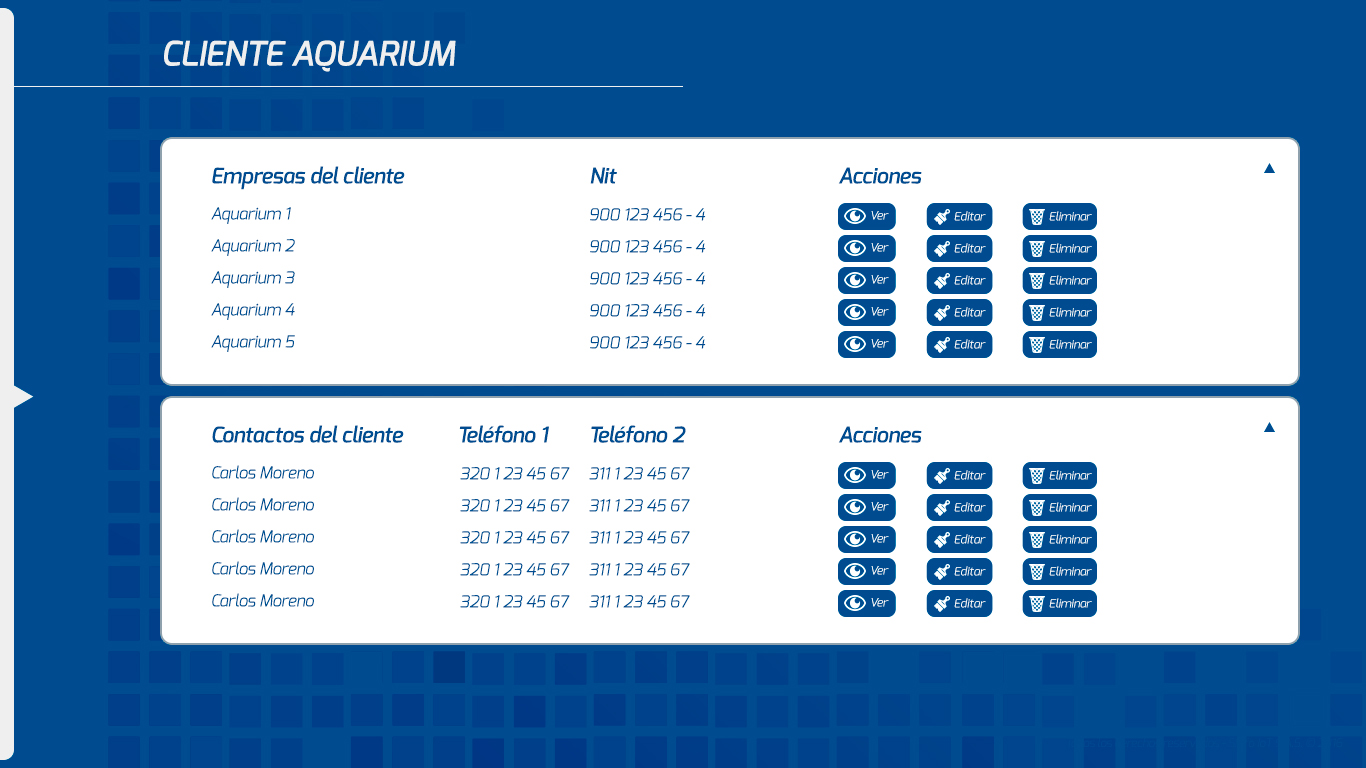 CLIENTE AQUARIUM
Empresas del cliente Nit Acciones
Aquarium 1 900 123 456 - 4 Ver Editar Eliminar
Aquarium 2 900 123 456 - 4 Ver Editar Eliminar
Aquarium 3 900 123 456 - 4 Ver Editar Eliminar
Aquarium 4 900 123 456 - 4 Ver Editar Eliminar
Aquarium 5 900 123 456 - 4 Ver Editar Eliminar
Contactos del cliente Teléfono 1 Teléfono 2 Acciones
Carlos Moreno 320 1 23 45 67 311 1 23 45 67 Ver Editar Eliminar
Carlos Moreno 320 1 23 45 67 311 1 23 45 67 Ver Editar Eliminar
Carlos Moreno 320 1 23 45 67 311 1 23 45 67 Ver Editar Eliminar
Carlos Moreno 320 1 23 45 67 311 1 23 45 67 Ver Editar Eliminar
Carlos Moreno 320 1 23 45 67 311 1 23 45 67 Ver Editar Eliminar